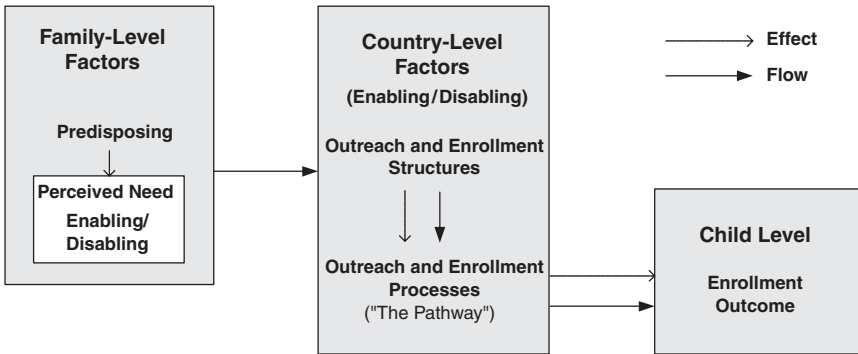 Family-Level
Factors
Predisposing
Perceived Need
Enabling/
Disabling
Country-Level
Factors
(Enabling/Disabling)
Outreach and Enrollment
Structures
Outreach and Enrollment
Processes
("The Pathway")
Effect
Flow
Child Level
Enrollment
Outcome